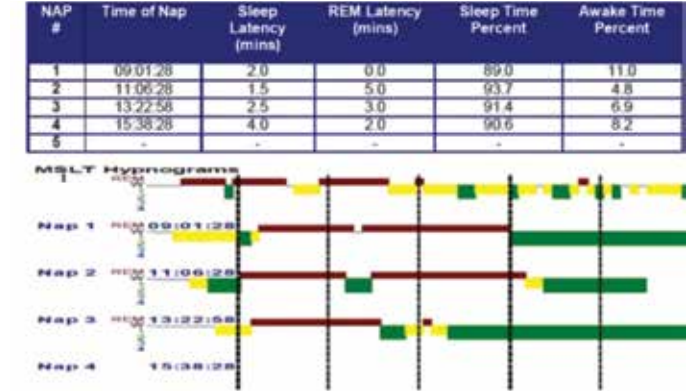 NAP # Time of Nap Sleep Latency (mins) REM Latency (mins) Sleep Time Percent Awake Time Percent
1 09:01:28 2.0 0.0 89.0 11.0
2 11:06:28 1.5 5.0 93.7 4.8
3 13:22:58 2.5 3.0 91.4 6.9
4 15:38:28 4.0 2.0 90.6 8.2
5 - - - - -
MSLT Hypnograms
REM
Nap 1 REM 09:01:28
Nap 2 REM 11:06:28
Nap 3 REM 13:22:58
Nap 4 15:38:28